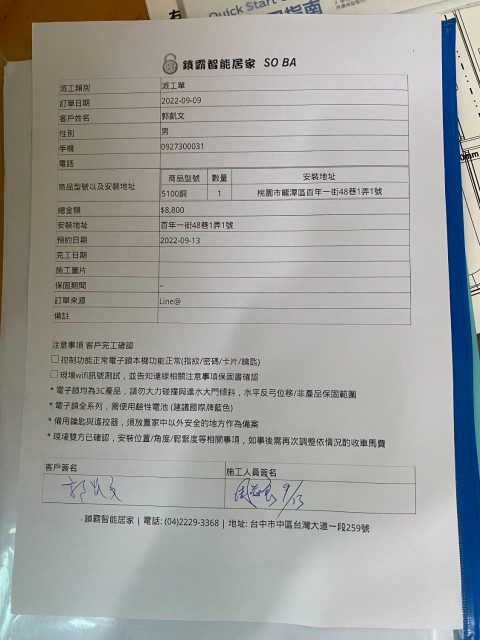 Quick Start
指南
鎖霸智能居家 SO BA
派工類別 派工單
訂單日期 2022-09-09
客戶姓名 郭凱文
性別 男
手機 0927300031
電話
商品型號以及安裝地址 商品型號 數量 安裝地址
5100銅 1 桃園市龍潭區百年一街48巷1弄1號
總金額 $8,800
安裝地址 百年一街48巷1弄1號
預約日期 2022-09-13
完工日期
施工圖片
保固期間 ~
訂單來源 Line@
備註
注意事項 客戶完工確認
☐ 控制功能正常電子鎖本機功能正常(指紋/密碼/卡片/鑰匙)
☐ 現場wifi訊號測試，並告知連線相關注意事項保固書確認
* 電子鎖均為3C產品，請勿大力碰撞與進水大門傾斜，水平反弓位移/非產品保固範圍
* 電子鎖全系列，需使用鹼性電池 (建議國際牌藍色)
* 備用鑰匙與遙控器，須放置家中以外安全的地方作為備案
* 現場雙方已確認，安裝位置/角度/鬆緊度等相關事項，如事後需再次調整依情況酌收車馬費
客戶簽名 施工人員簽名
郭凱文 9/13
鎖霸智能居家 | 電話: (04)2229-3368 | 地址: 台中市中區台灣大道一段259號